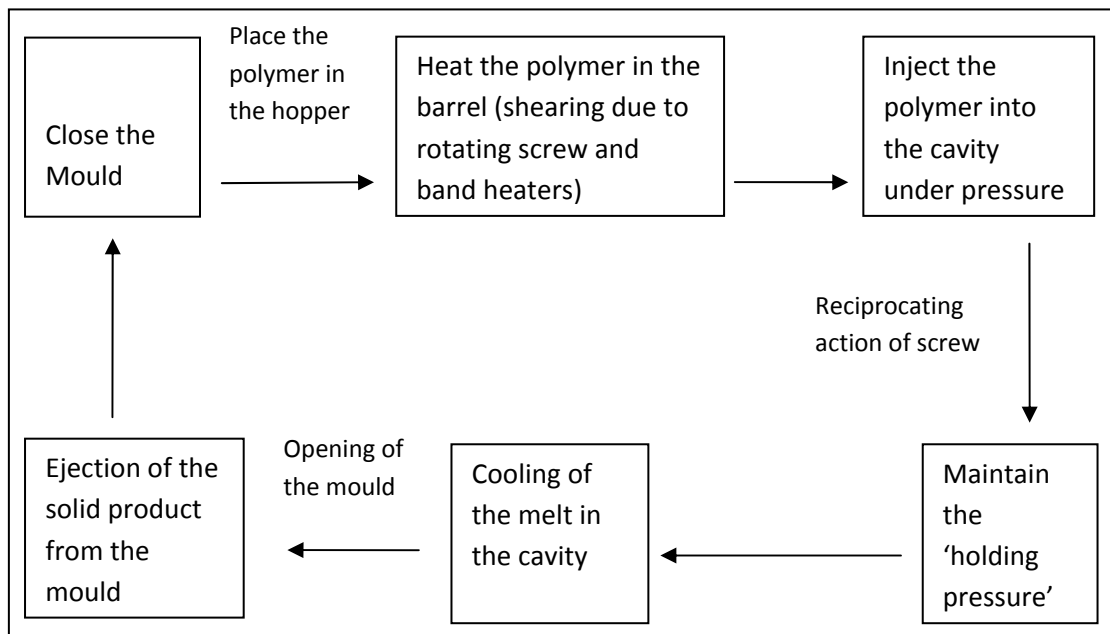 Close the
Mould
Place the
polymer in
the hopper
Heat the polymer in the
barrel (shearing due to
rotating screw and
band heaters)
Inject the
polymer into
the cavity
under pressure
Reciprocating
action of screw
Maintain
the
‘holding
pressure’
Cooling of
the melt in
the cavity
Opening of
the mould
Ejection of the
solid product
from the
mould